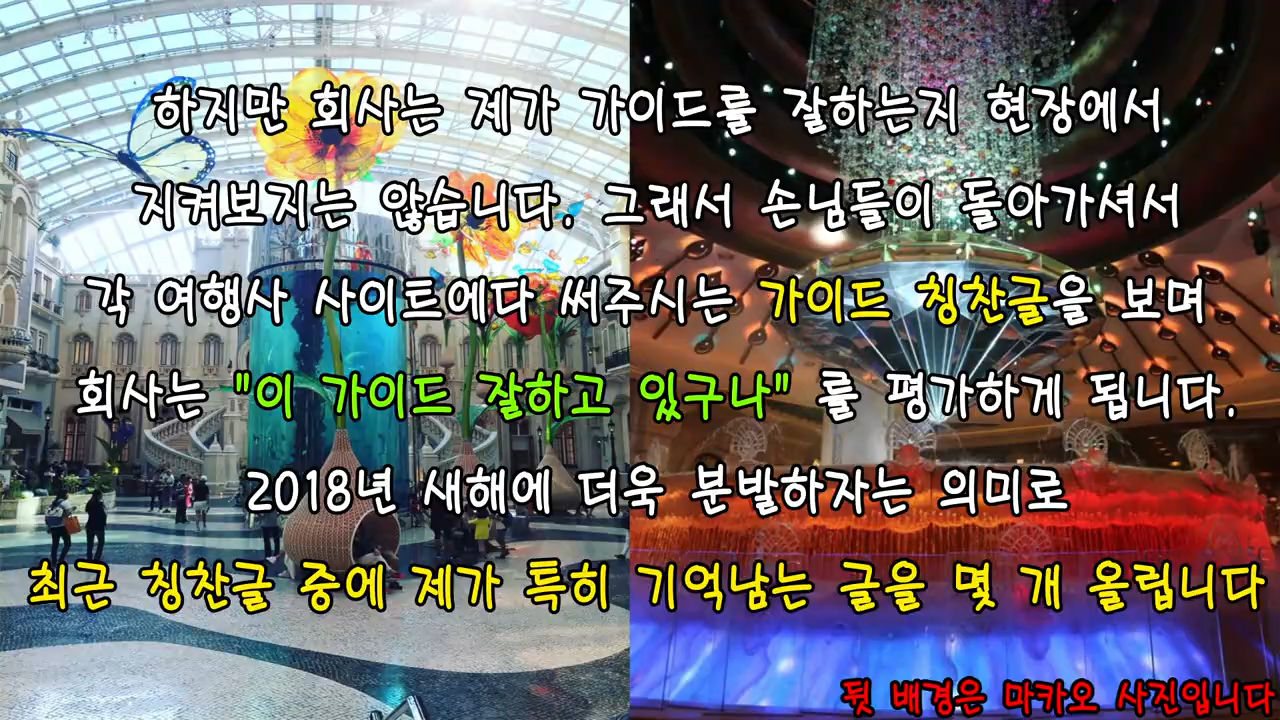 하지만 회사는 제가 가이드를 잘하는지 현장에서
지켜보지는 않습니다. 그래서 손님들이 돌아가셔서
각 여행사 사이트에다 써주시는 가이드 칭찬글을 보며
회사는 "이 가이드 잘하고 있구나" 를 평가하게 됩니다.
2018년 새해에 더욱 분발하자는 의미로
최근 칭찬글 중에 제가 특히 기억남는 글을 몇 개 올립니다
뒷 배경은 마카오 사진입니다